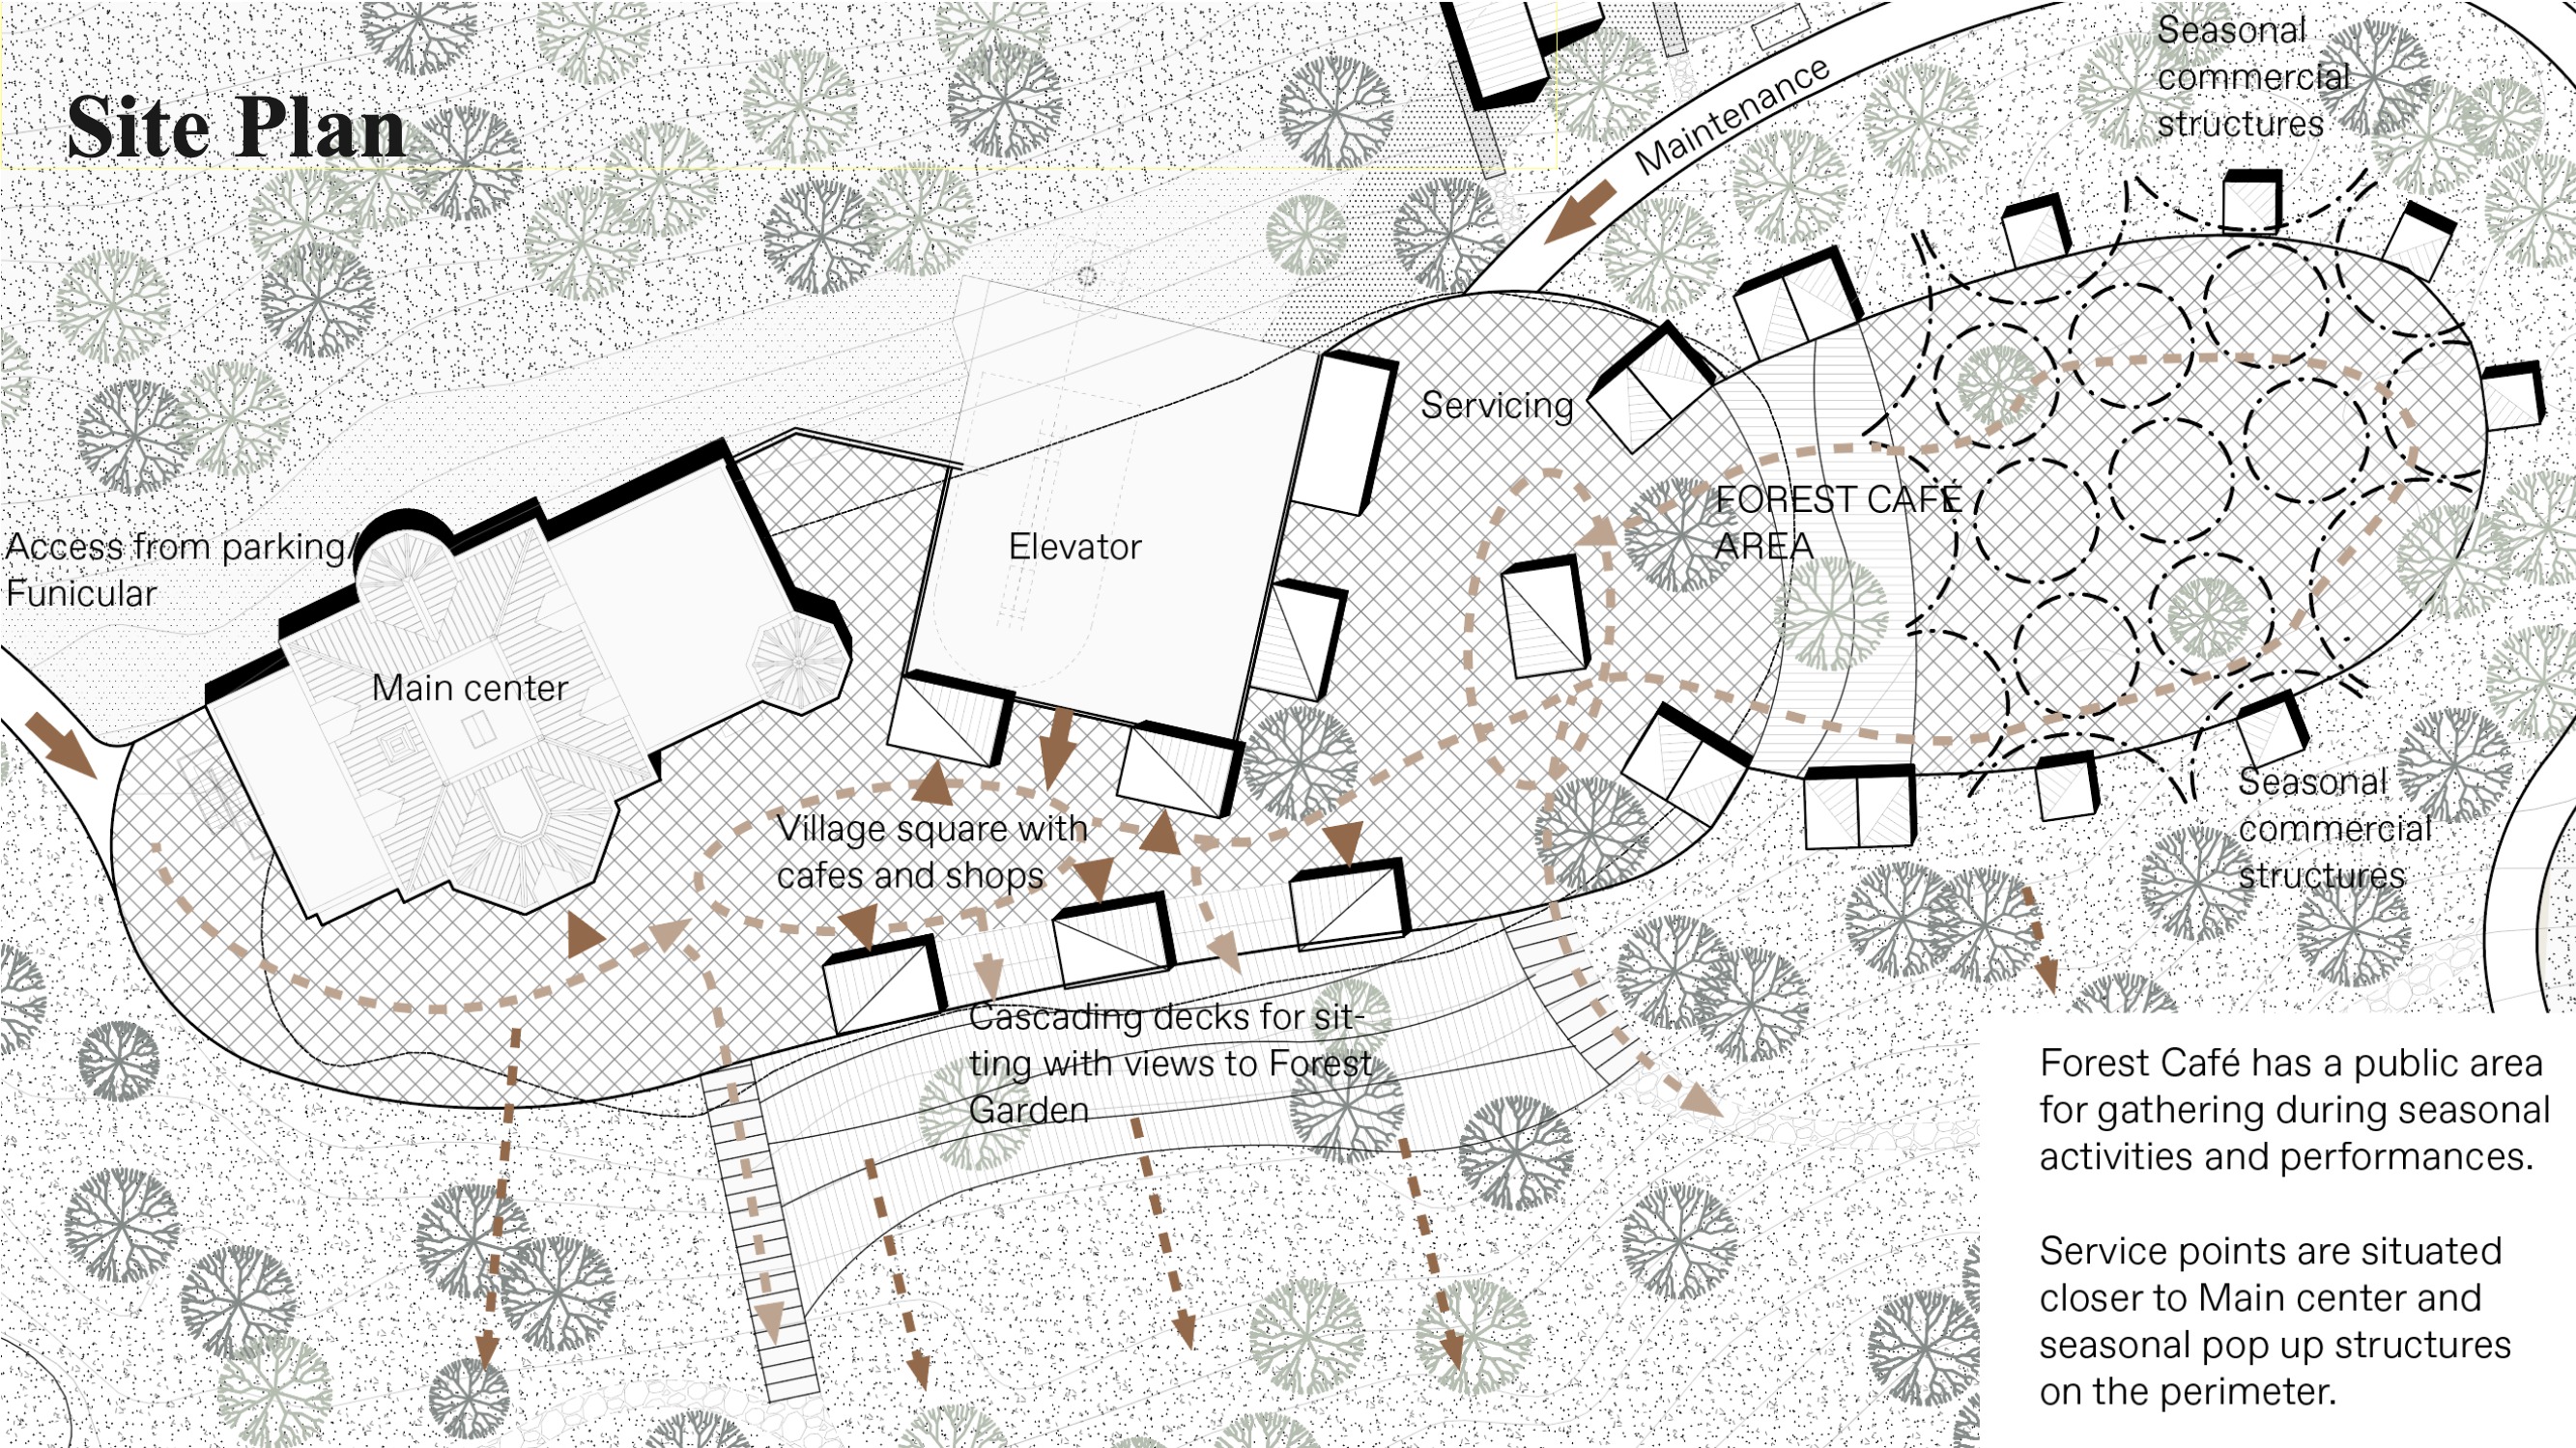 Site Plan
Maintenance
Seasonal
commercial
structures
Servicing
FOREST CAFÉ
AREA
Access from parking/
Funicular
Elevator
Main center
Village square with
cafes and shops
Seasonal
commercial
structures
Cascading decks for sit-
ting with views to Forest
Garden
Forest Café has a public area
for gathering during seasonal
activities and performances.
Service points are situated
closer to Main center and
seasonal pop up structures
on the perimeter.